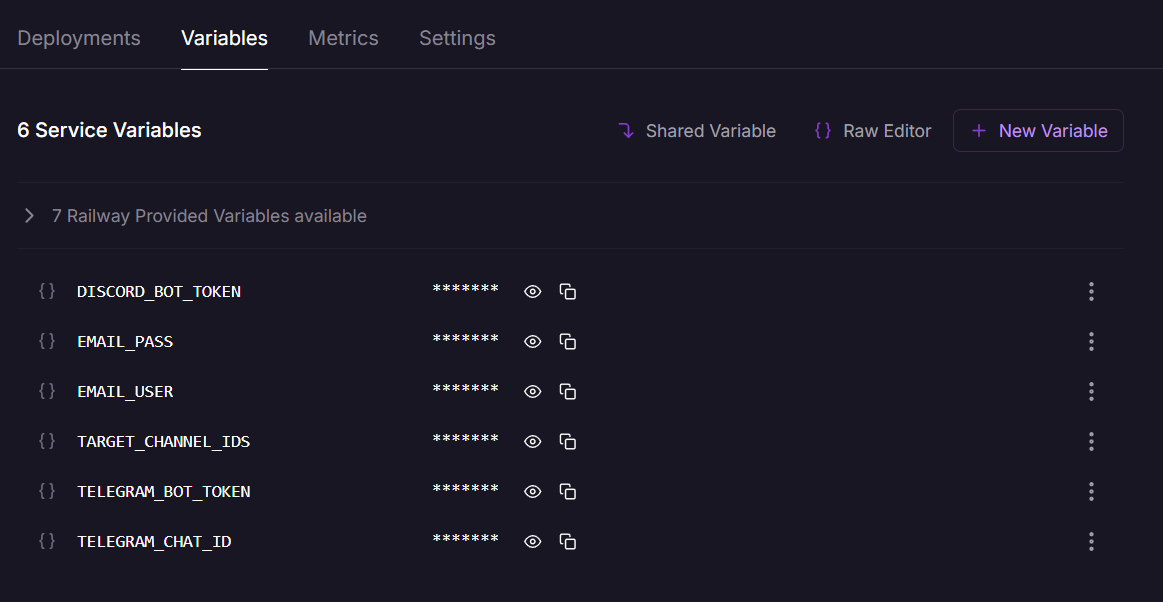 Deployments Variables Metrics Settings
6 Service Variables Shared Variable {} Raw Editor + New Variable
7 Railway Provided Variables available
{} DISCORD_BOT_TOKEN *******
{} EMAIL_PASS *******
{} EMAIL_USER *******
{} TARGET_CHANNEL_IDS *******
{} TELEGRAM_BOT_TOKEN *******
{} TELEGRAM_CHAT_ID *******